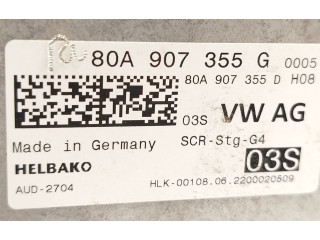 80A 907 355 G 0005
80A 907 355 D H08
03S VW AG
Made in Germany SCR-Stg-G4
HELBAKO 03S
AUD-2704 HLK-00108.06.2200020509